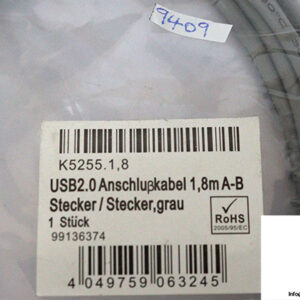 9409
K5255.1,8
USB2.0 Anschlußkabel 1,8m A-B
Stecker / Stecker,grau
1 Stück
99136374
RoHS
2005/95/EC
4 049759 063245